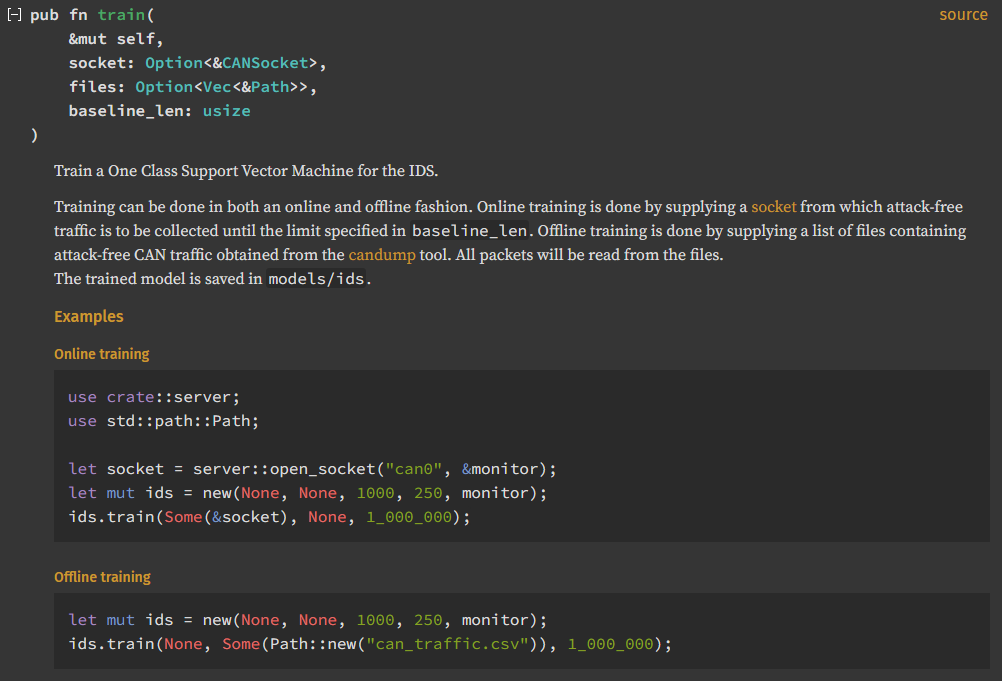 [-] pub fn train( source
    &mut self,
    socket: Option<&CANSocket>,
    files: Option<Vec<&Path>>,
    baseline_len: usize
)
Train a One Class Support Vector Machine for the IDS.
Training can be done in both an online and offline fashion. Online training is done by supplying a socket from which attack-free
traffic is to be collected until the limit specified in baseline_len. Offline training is done by supplying a list of files containing
attack-free CAN traffic obtained from the candump tool. All packets will be read from the files.
The trained model is saved in models/ids.
Examples
Online training
use crate::server;
use std::path::Path;
let socket = server::open_socket("can0", &monitor);
let mut ids = new(None, None, 1000, 250, monitor);
ids.train(Some(&socket), None, 1_000_000);
Offline training
let mut ids = new(None, None, 1000, 250, monitor);
ids.train(None, Some(Path::new("can_traffic.csv")), 1_000_000);